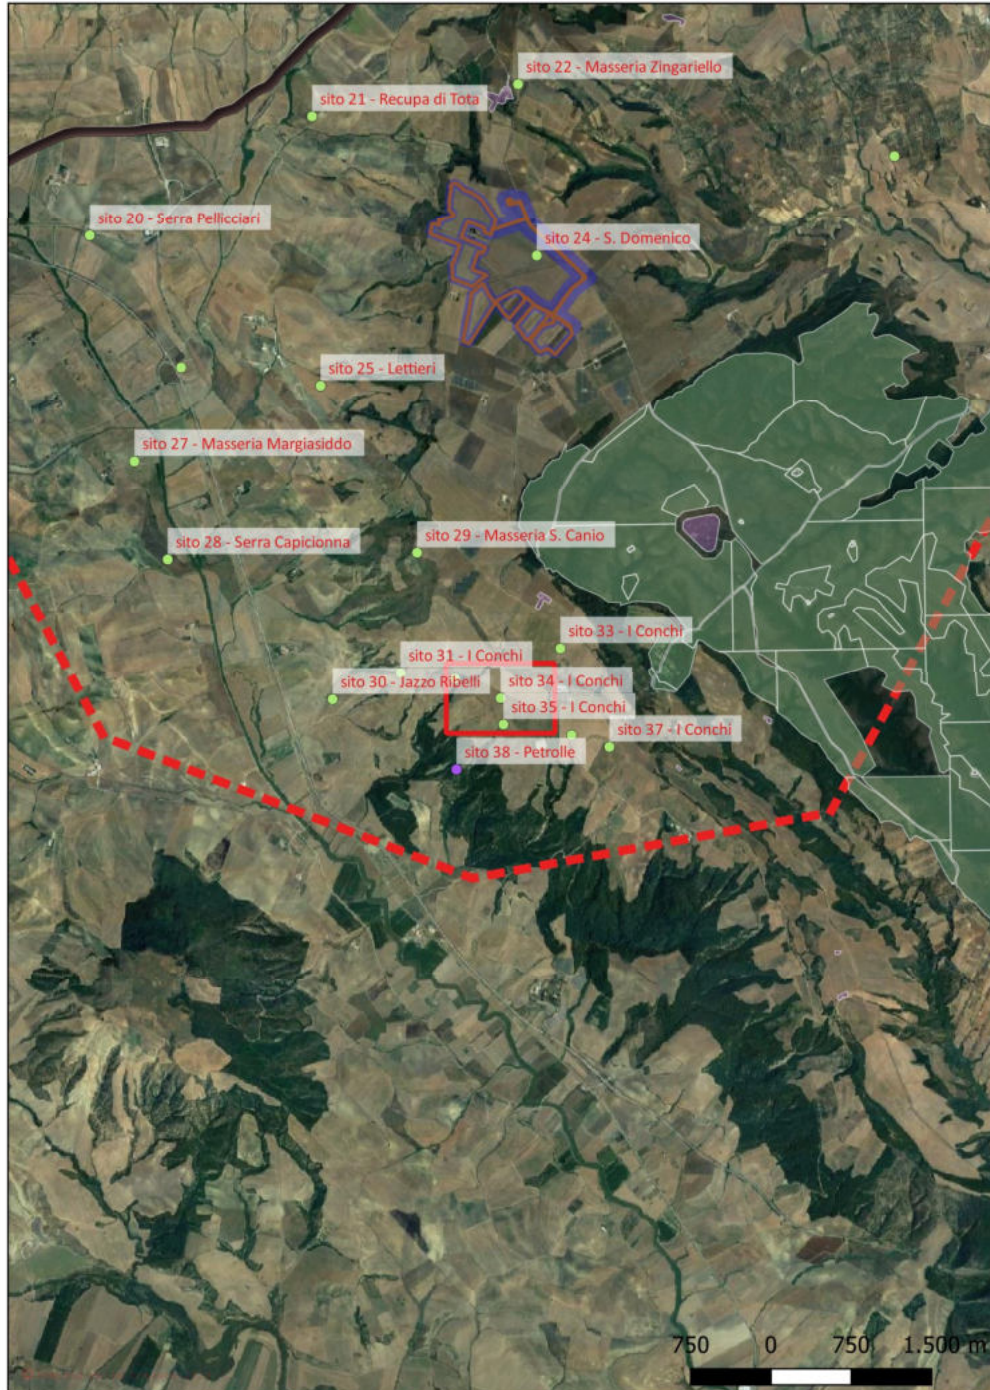 sito 22 - Masseria Zingariello
sito 21 - Recupa di Tota
sito 20 - Serra Pellicciari
sito 24 - S. Domenico
sito 25 - Lettieri
sito 27 - Masseria Margiasiddo
sito 28 - Serra Capicionna
sito 29 - Masseria S. Canio
sito 33 - I Conchi
sito 31 - I Conchi
sito 30 - Jazzo Ribelli
sito 34 - I Conchi
sito 35 - I Conchi
sito 37 - I Conchi
sito 38 - Petrolle
750 0 750 1.500 m